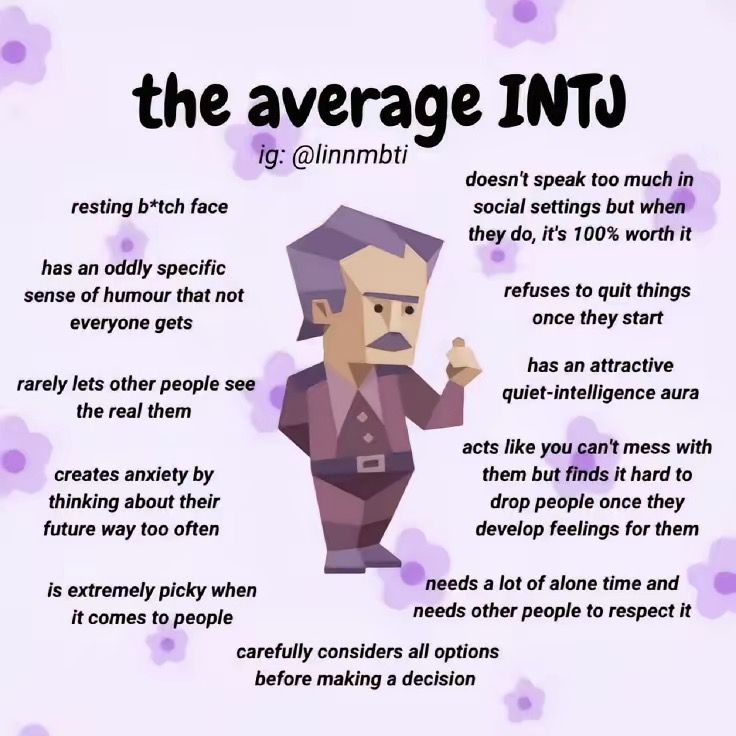 the average INTJ
ig: @linnmbti
resting b*tch face
has an oddly specific
sense of humour that not
everyone gets
rarely lets other people see
the real them
creates anxiety by
thinking about their
future way too often
is extremely picky when
it comes to people
doesn't speak too much in
social settings but when
they do, it's 100% worth it
refuses to quit things
once they start
has an attractive
quiet-intelligence aura
acts like you can't mess with
them but finds it hard to
drop people once they
develop feelings for them
needs a lot of alone time and
needs other people to respect it
carefully considers all options
before making a decision